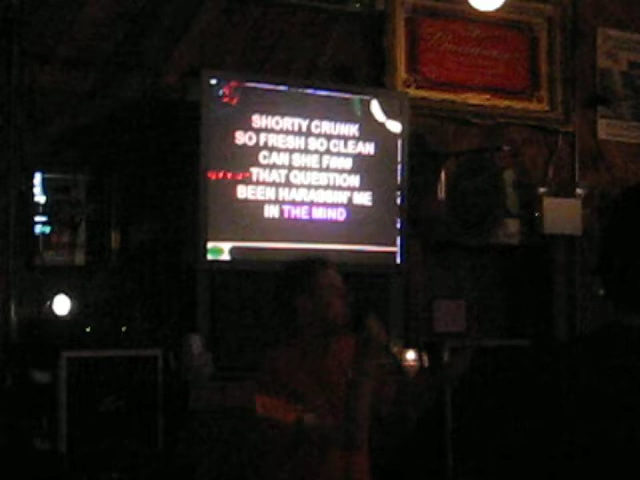 SHORTY CRUNK
SO FRESH SO CLEAN
CAN SHE F###
THAT QUESTION
BEEN HARASSIN' ME
IN THE MIND